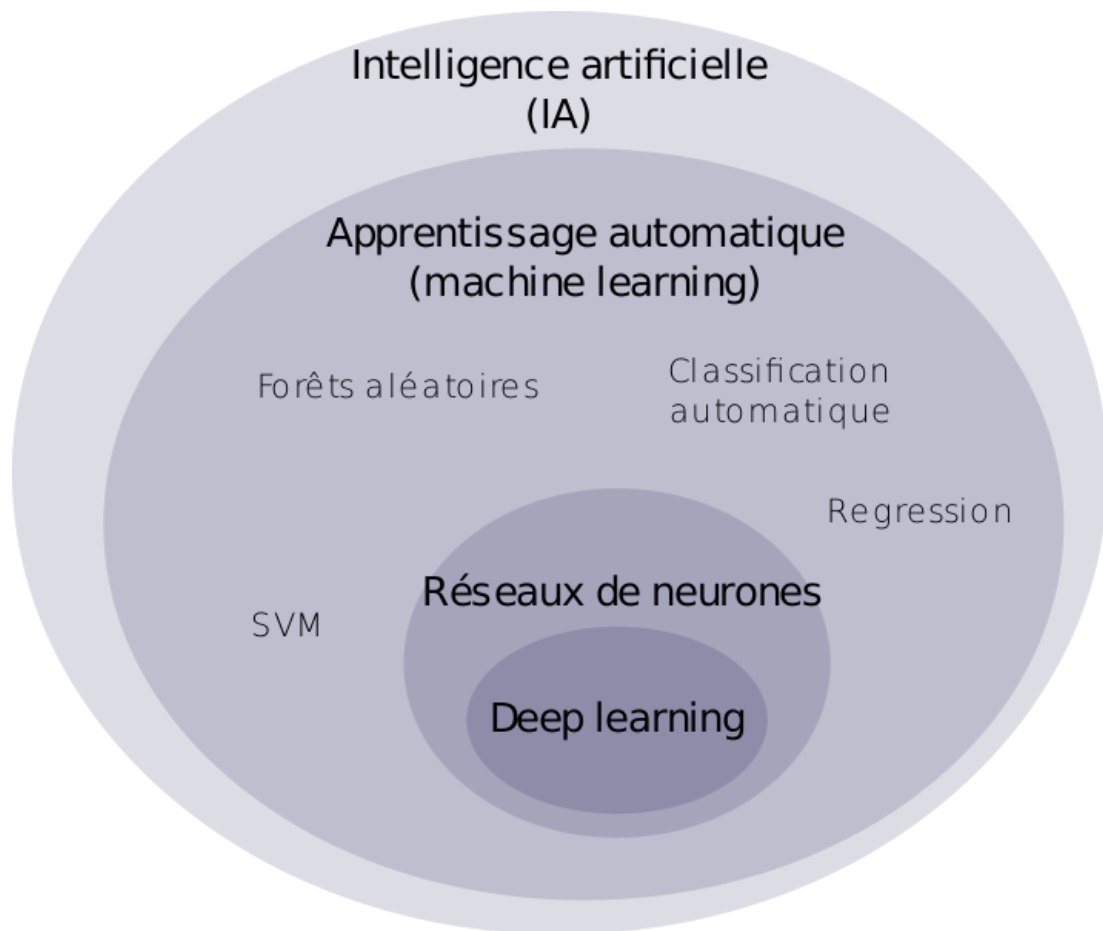 Intelligence artificielle
(IA)
Apprentissage automatique
(machine learning)
Forêts aléatoires
Classification
automatique
Regression
Réseaux de neurones
SVM
Deep learning